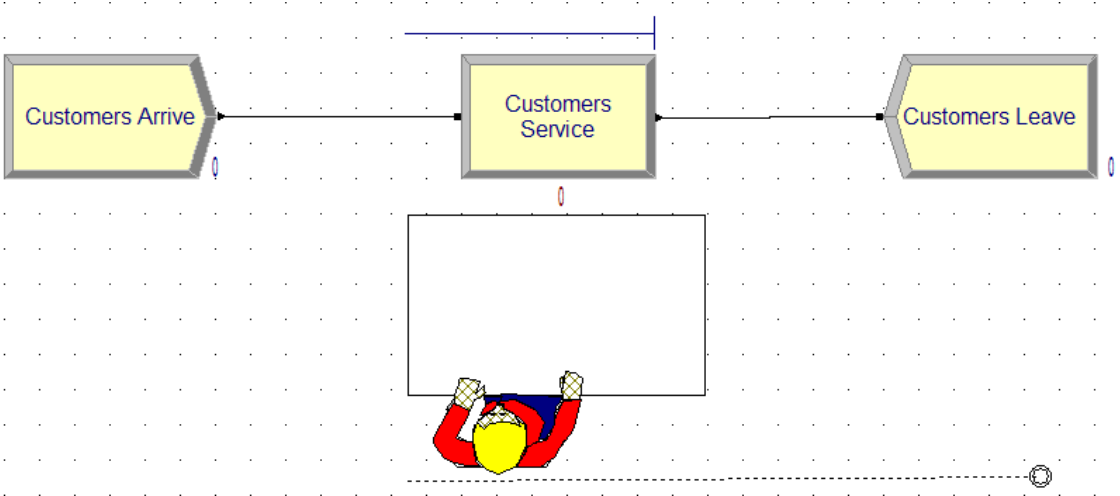 Customers Arrive
Customers
Service
Customers Leave
0
0
0